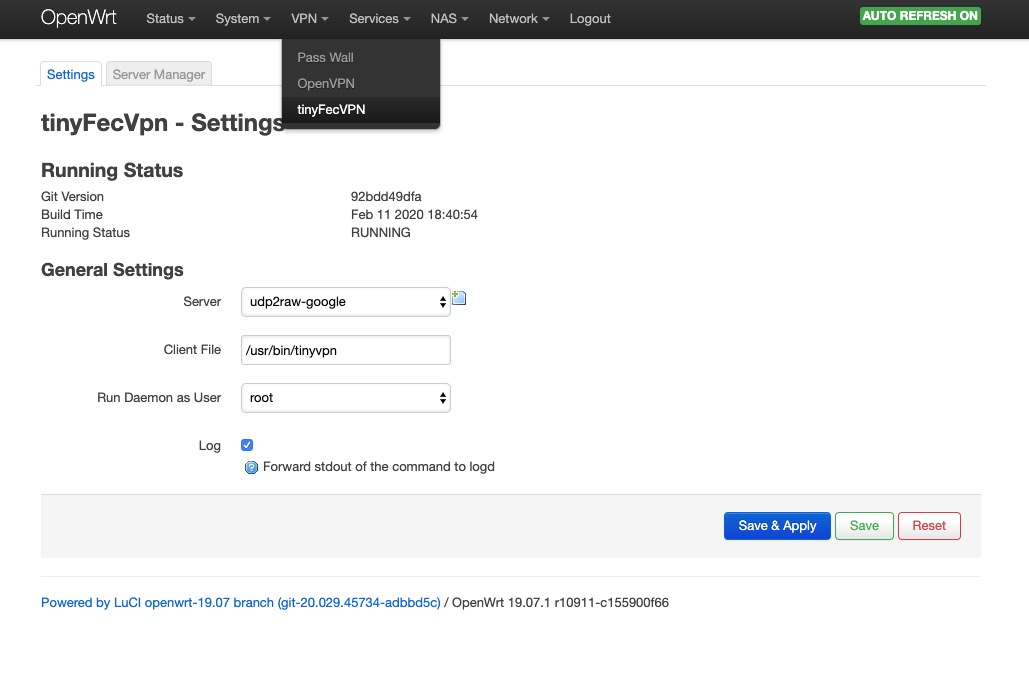 OpenWrt Status System VPN Services NAS Network Logout AUTO REFRESH ON
Pass Wall
OpenVPN
tinyFecVPN
Settings Server Manager
tinyFecVpn - Settings
Running Status
Git Version 92bdd49dfa
Build Time Feb 11 2020 18:40:54
Running Status RUNNING
General Settings
Server udp2raw-google
Client File /usr/bin/tinyvpn
Run Daemon as User root
Log
Forward stdout of the command to logd
Save & Apply Save Reset
Powered by LuCI openwrt-19.07 branch (git-20.029.45734-adbbd5c) / OpenWrt 19.07.1 r10911-c155900f66